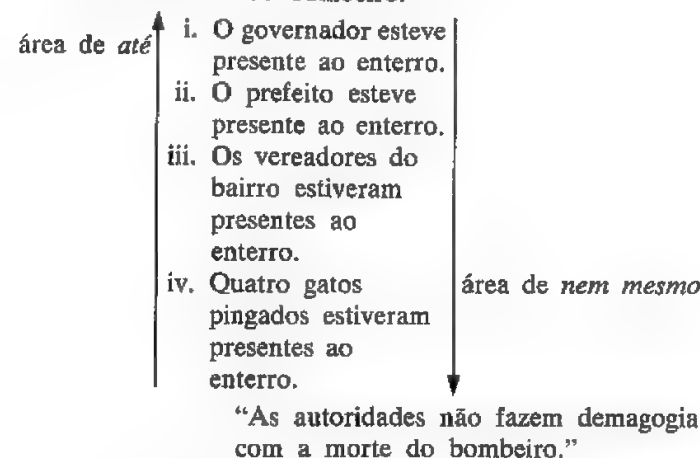 área de até
i. O governador esteve
presente ao enterro.
ii. O prefeito esteve
presente ao enterro.
iii. Os vereadores do
bairro estiveram
presentes ao
enterro.
iv. Quatro gatos
pingados estiveram
presentes ao
enterro.
área de nem mesmo
“As autoridades não fazem demagogia
com a morte do bombeiro.”